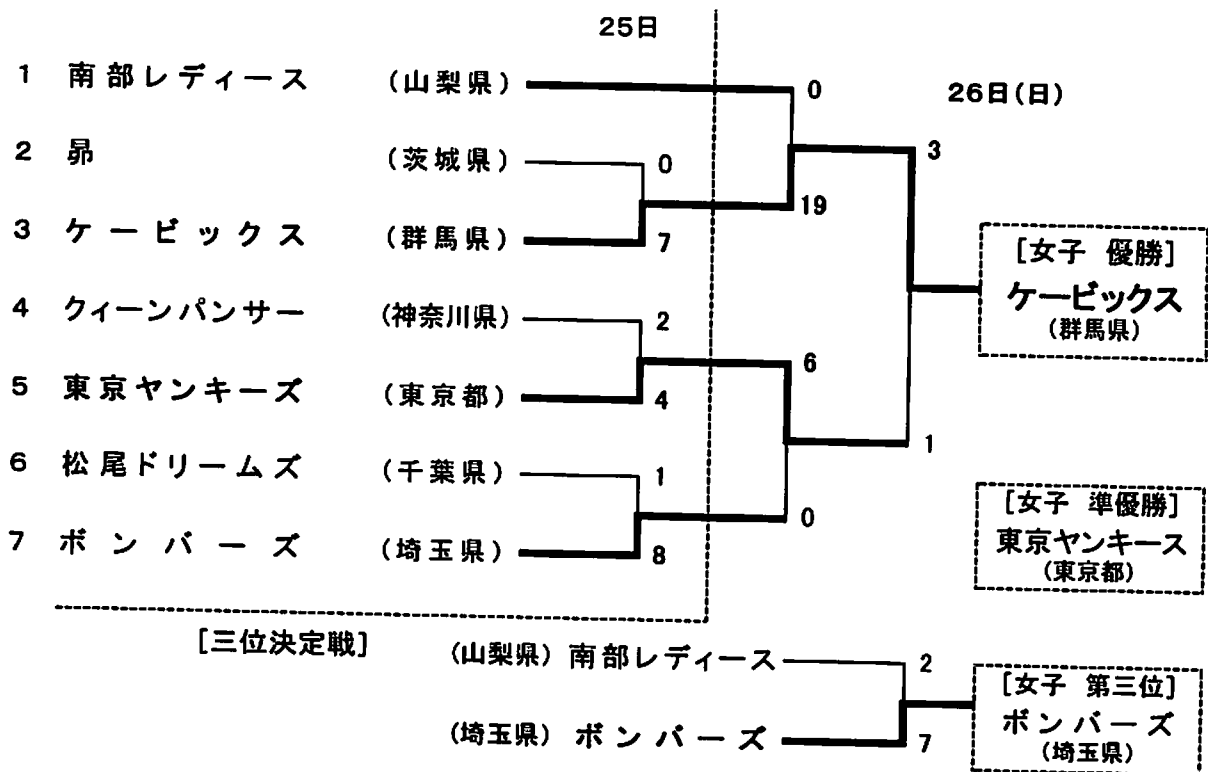 25日
26日(日)
1 南部レディース (山梨県) 0
2 昴 (茨城県) 0
3
19
3 ケービックス (群馬県) 7
[女子 優勝]
ケービックス
(群馬県)
4 クィーンパンサー (神奈川県) 2
6
5 東京ヤンキーズ (東京都) 4
1
6 松尾ドリームズ (千葉県) 1
0
7 ボンバーズ (埼玉県) 8
[女子 準優勝]
東京ヤンキース
(東京都)
[三位決定戦]
(山梨県) 南部レディース 2
(埼玉県) ボンバーズ 7
[女子 第三位]
ボンバーズ
(埼玉県)